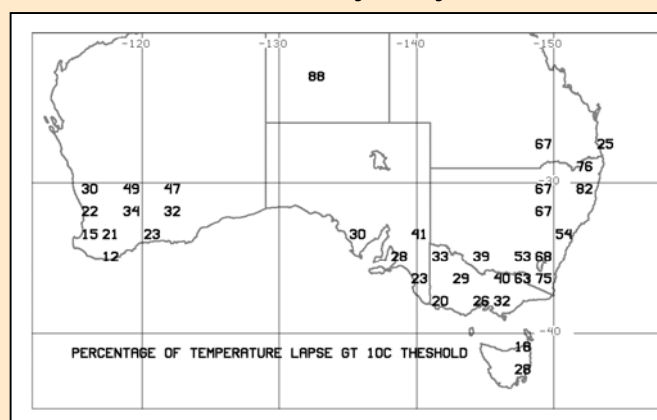 -120 -130 -140 -150
88
67 25
76
30 49 47 -30 67 82
22 34 32 67
15 21 23 30 41 54
12 28 33 39 53 68
23 29 40 63 75
20 26 32
-40
PERCENTAGE OF TEMPERATURE LAPSE GT 10C THESHOLD 18
28